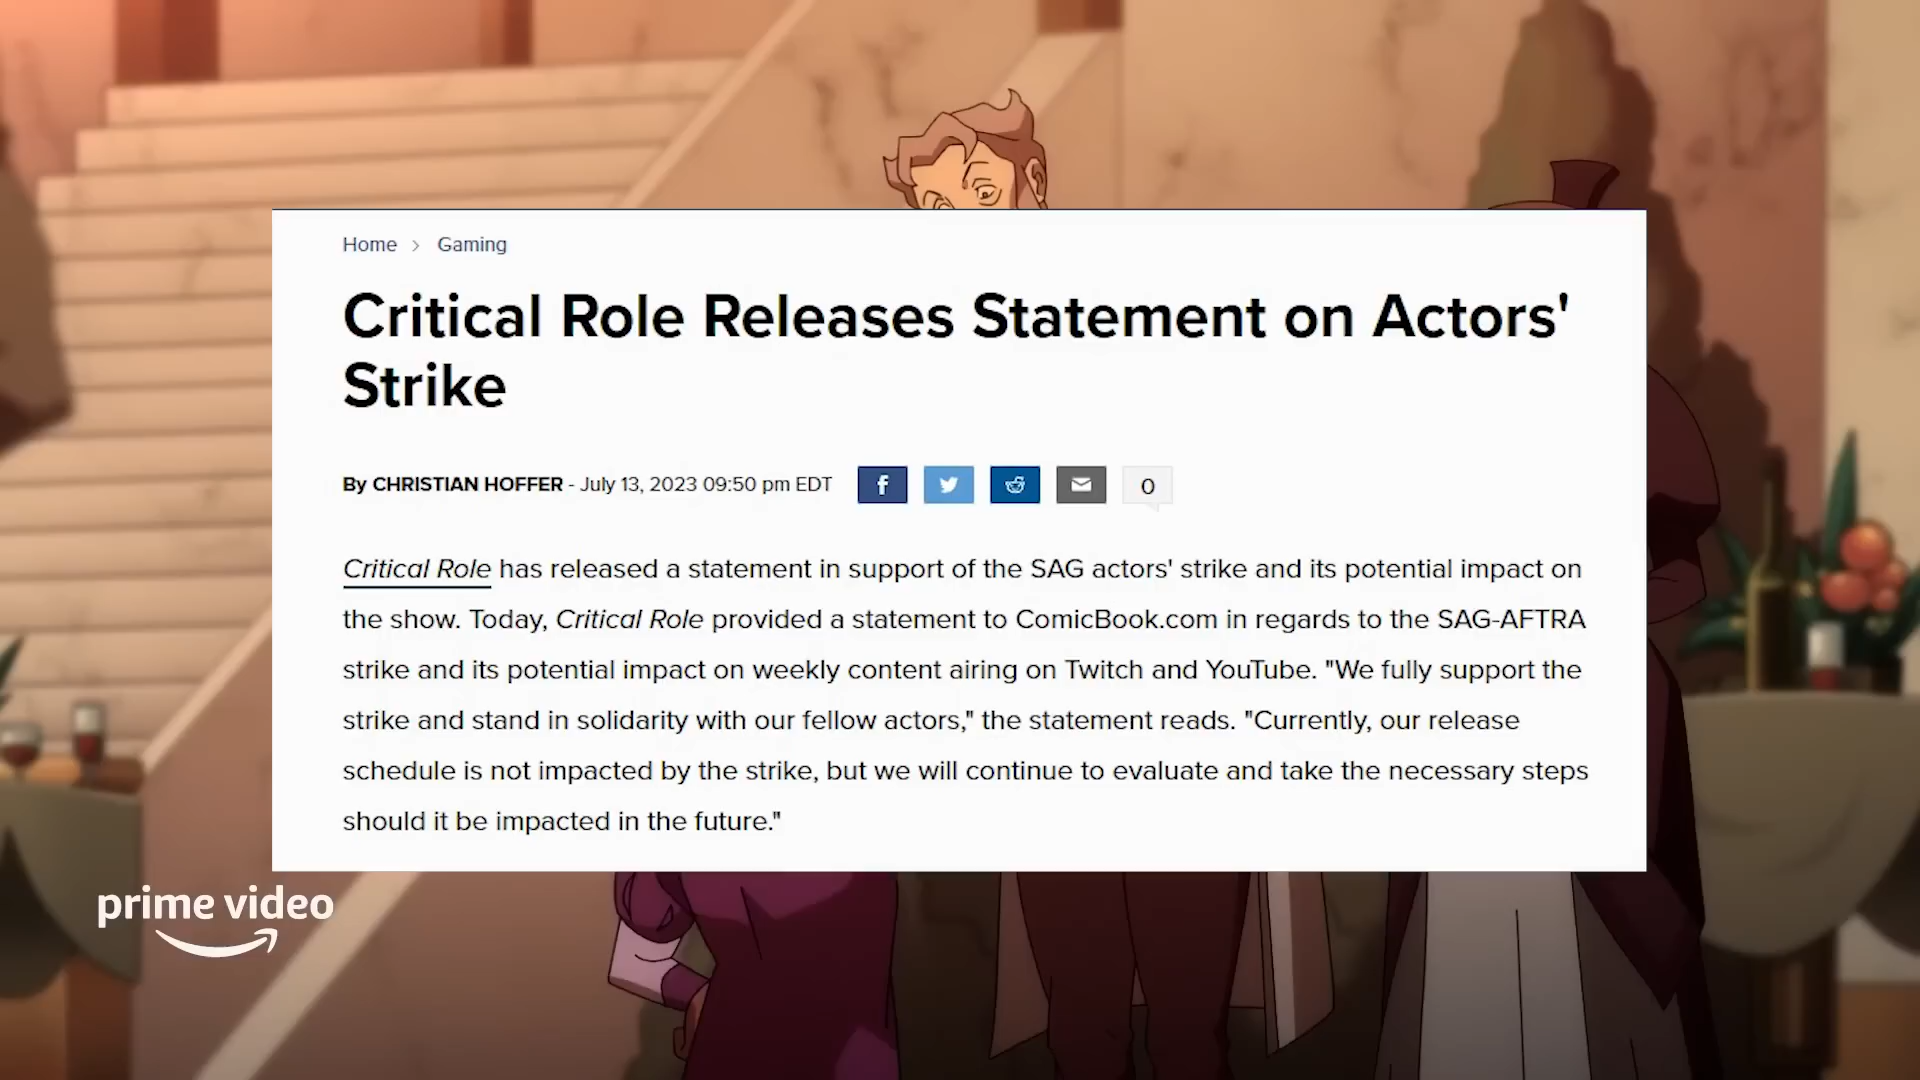 Home > Gaming
Critical Role Releases Statement on Actors'
Strike
By CHRISTIAN HOFFER - July 13, 2023 09:50 pm EDT
0
Critical Role has released a statement in support of the SAG actors' strike and its potential impact on
the show. Today, Critical Role provided a statement to ComicBook.com in regards to the SAG-AFTRA
strike and its potential impact on weekly content airing on Twitch and YouTube. "We fully support the
strike and stand in solidarity with our fellow actors," the statement reads. "Currently, our release
schedule is not impacted by the strike, but we will continue to evaluate and take the necessary steps
should it be impacted in the future."
prime video